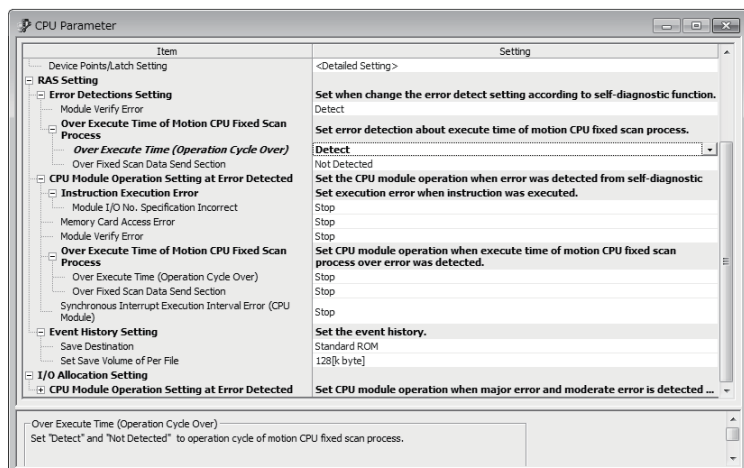 CPU Parameter
Item Setting
Device Points/Latch Setting <Detailed Setting>
RAS Setting
Error Detections Setting Set when change the error detect setting according to self-diagnostic function.
Module Verify Error Detect
Over Execute Time of Motion CPU Fixed Scan
Process Set error detection about execute time of motion CPU fixed scan process.
Over Execute Time (Operation Cycle Over) Detect
Over Fixed Scan Data Send Section Not Detected
CPU Module Operation Setting at Error Detected Set the CPU module operation when error was detected from self-diagnostic
Instruction Execution Error Set execution error when instruction was executed.
Module I/O No. Specification Incorrect Stop
Memory Card Access Error Stop
Module Verify Error Stop
Over Execute Time of Motion CPU Fixed Scan Set CPU module operation when execute time of motion CPU fixed scan
Process process over error was detected.
Over Execute Time (Operation Cycle Over) Stop
Over Fixed Scan Data Send Section Stop
Synchronous Interrupt Execution Interval Error (CPU
Module) Stop
Event History Setting Set the event history.
Save Destination Standard ROM
Set Save Volume of Per File 128[k byte]
I/O Allocation Setting
CPU Module Operation Setting at Error Detected Set CPU module operation when major error and moderate error is detected ...
Over Execute Time (Operation Cycle Over)
Set "Detect" and "Not Detected" to operation cycle of motion CPU fixed scan process.